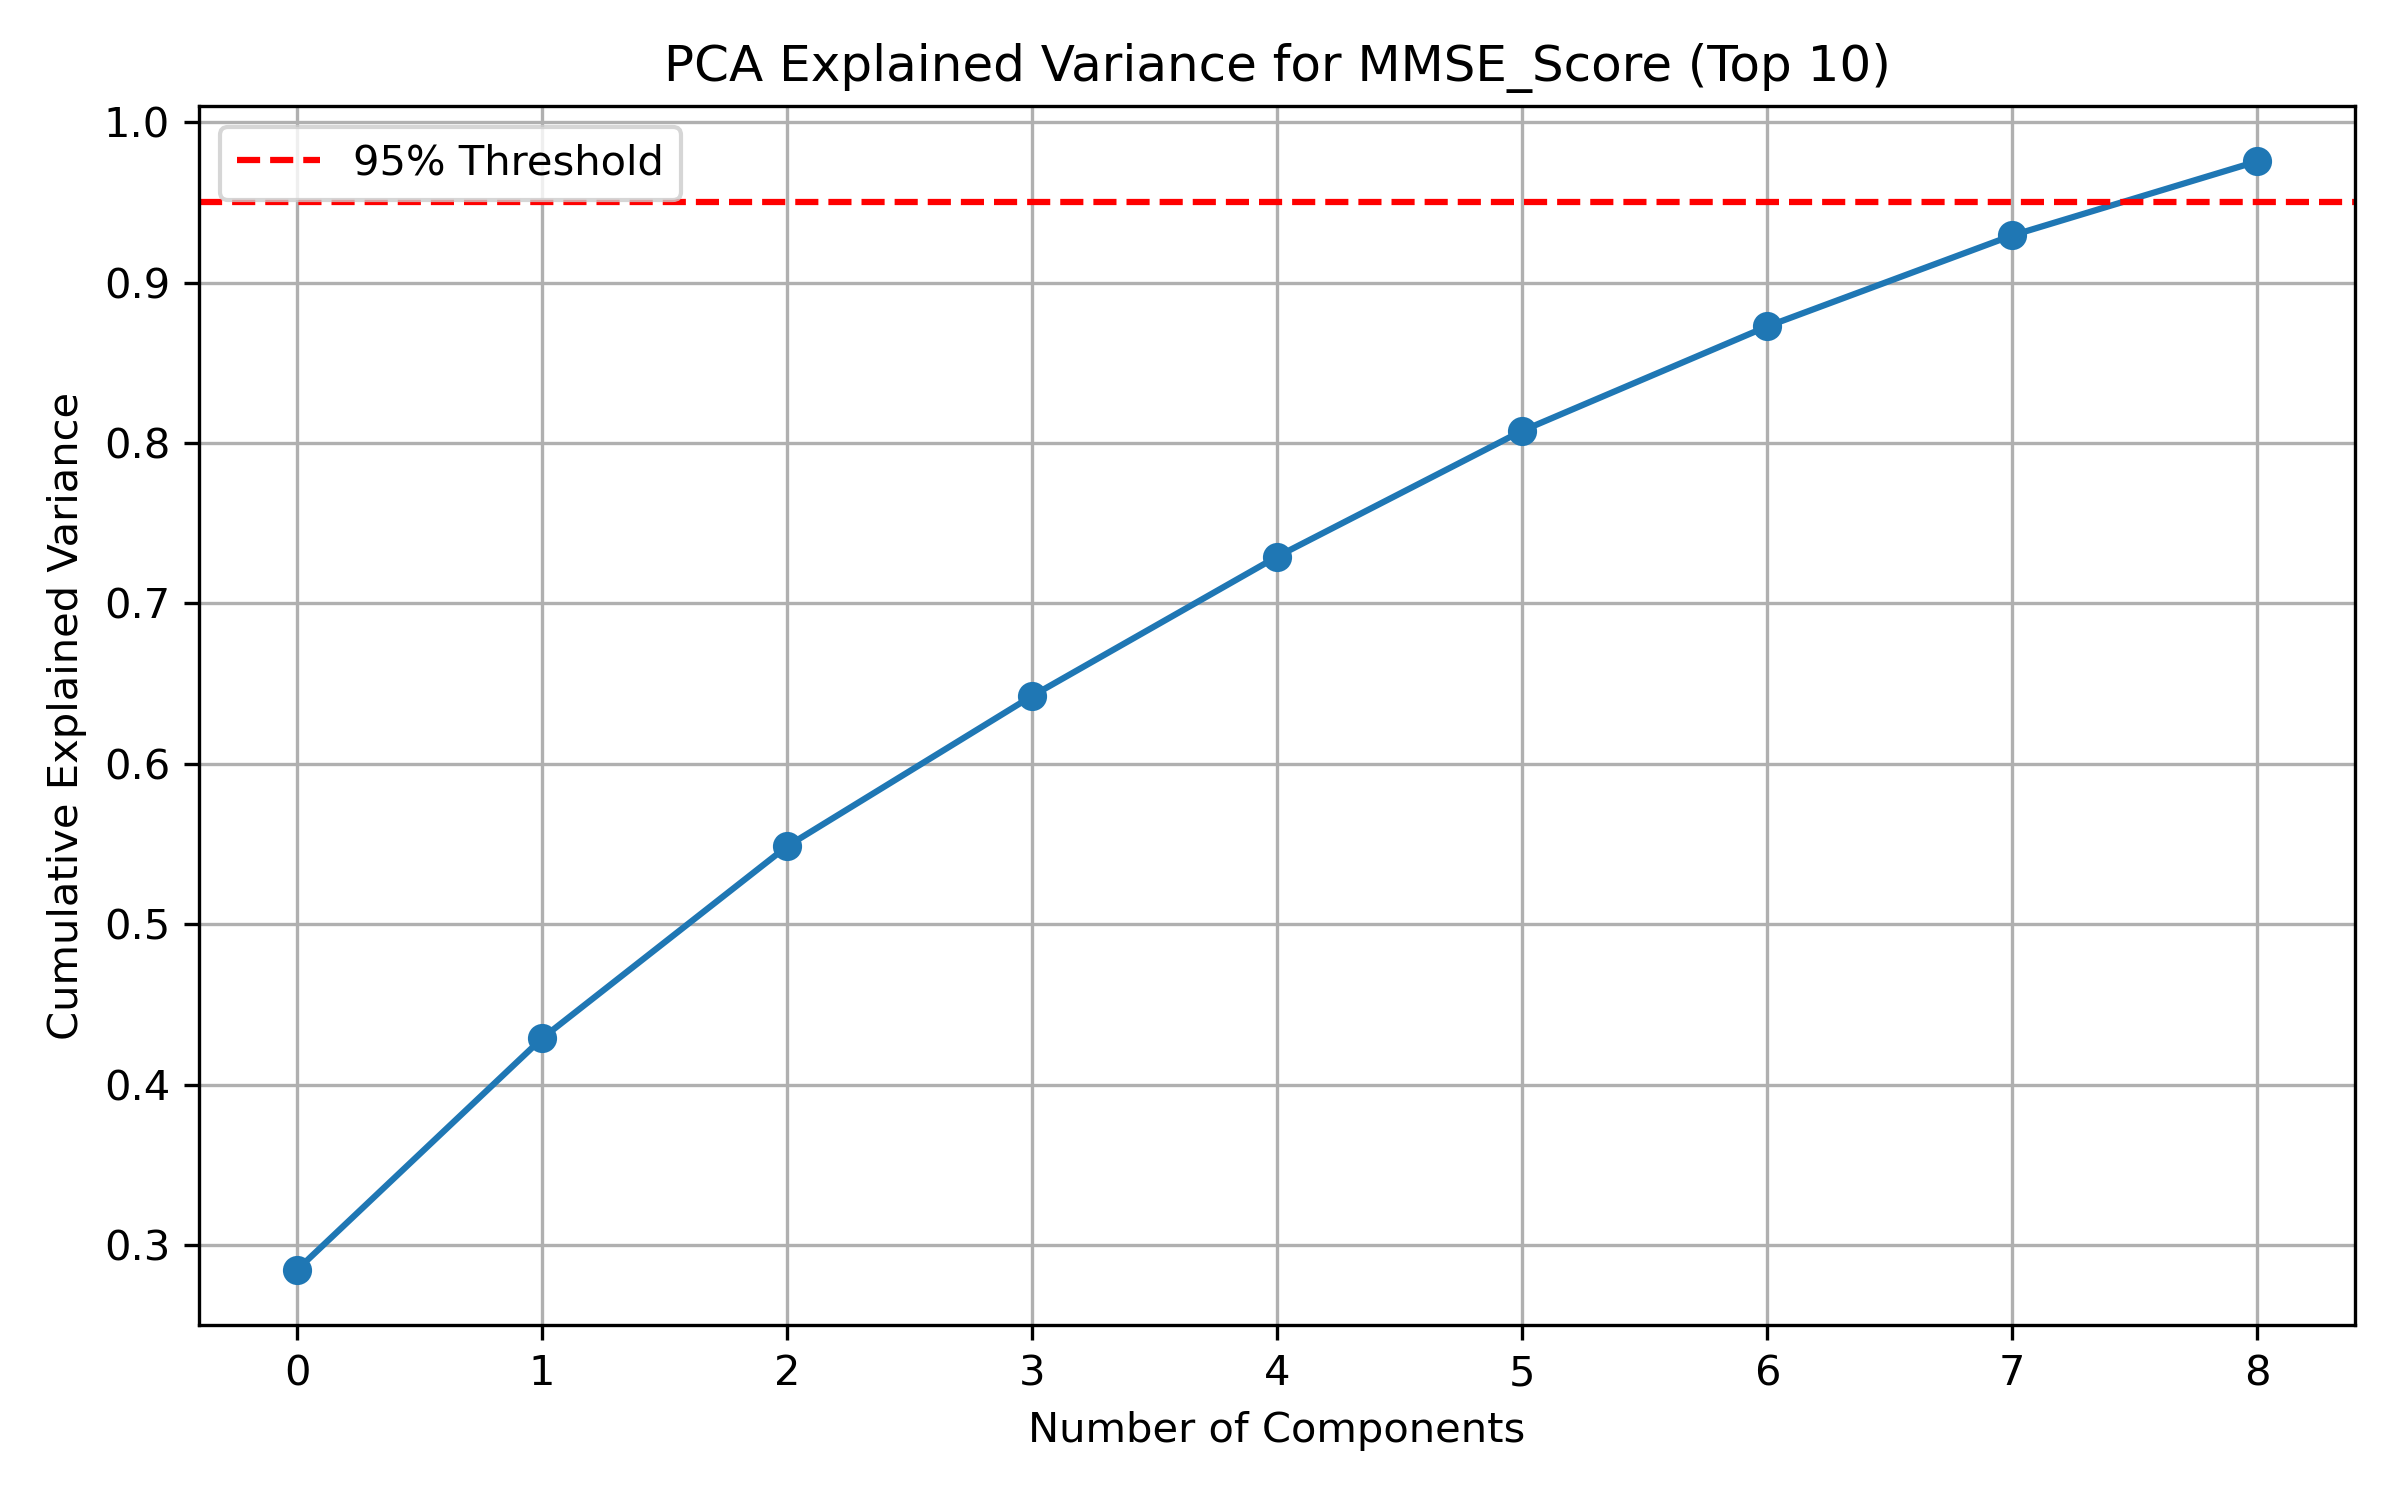 PCA Explained Variance for MMSE_Score (Top 10)
95% Threshold
1.0
0.9
0.8
0.7
0.6
0.5
0.4
0.3
Cumulative Explained Variance
0 1 2 3 4 5 6 7 8
Number of Components